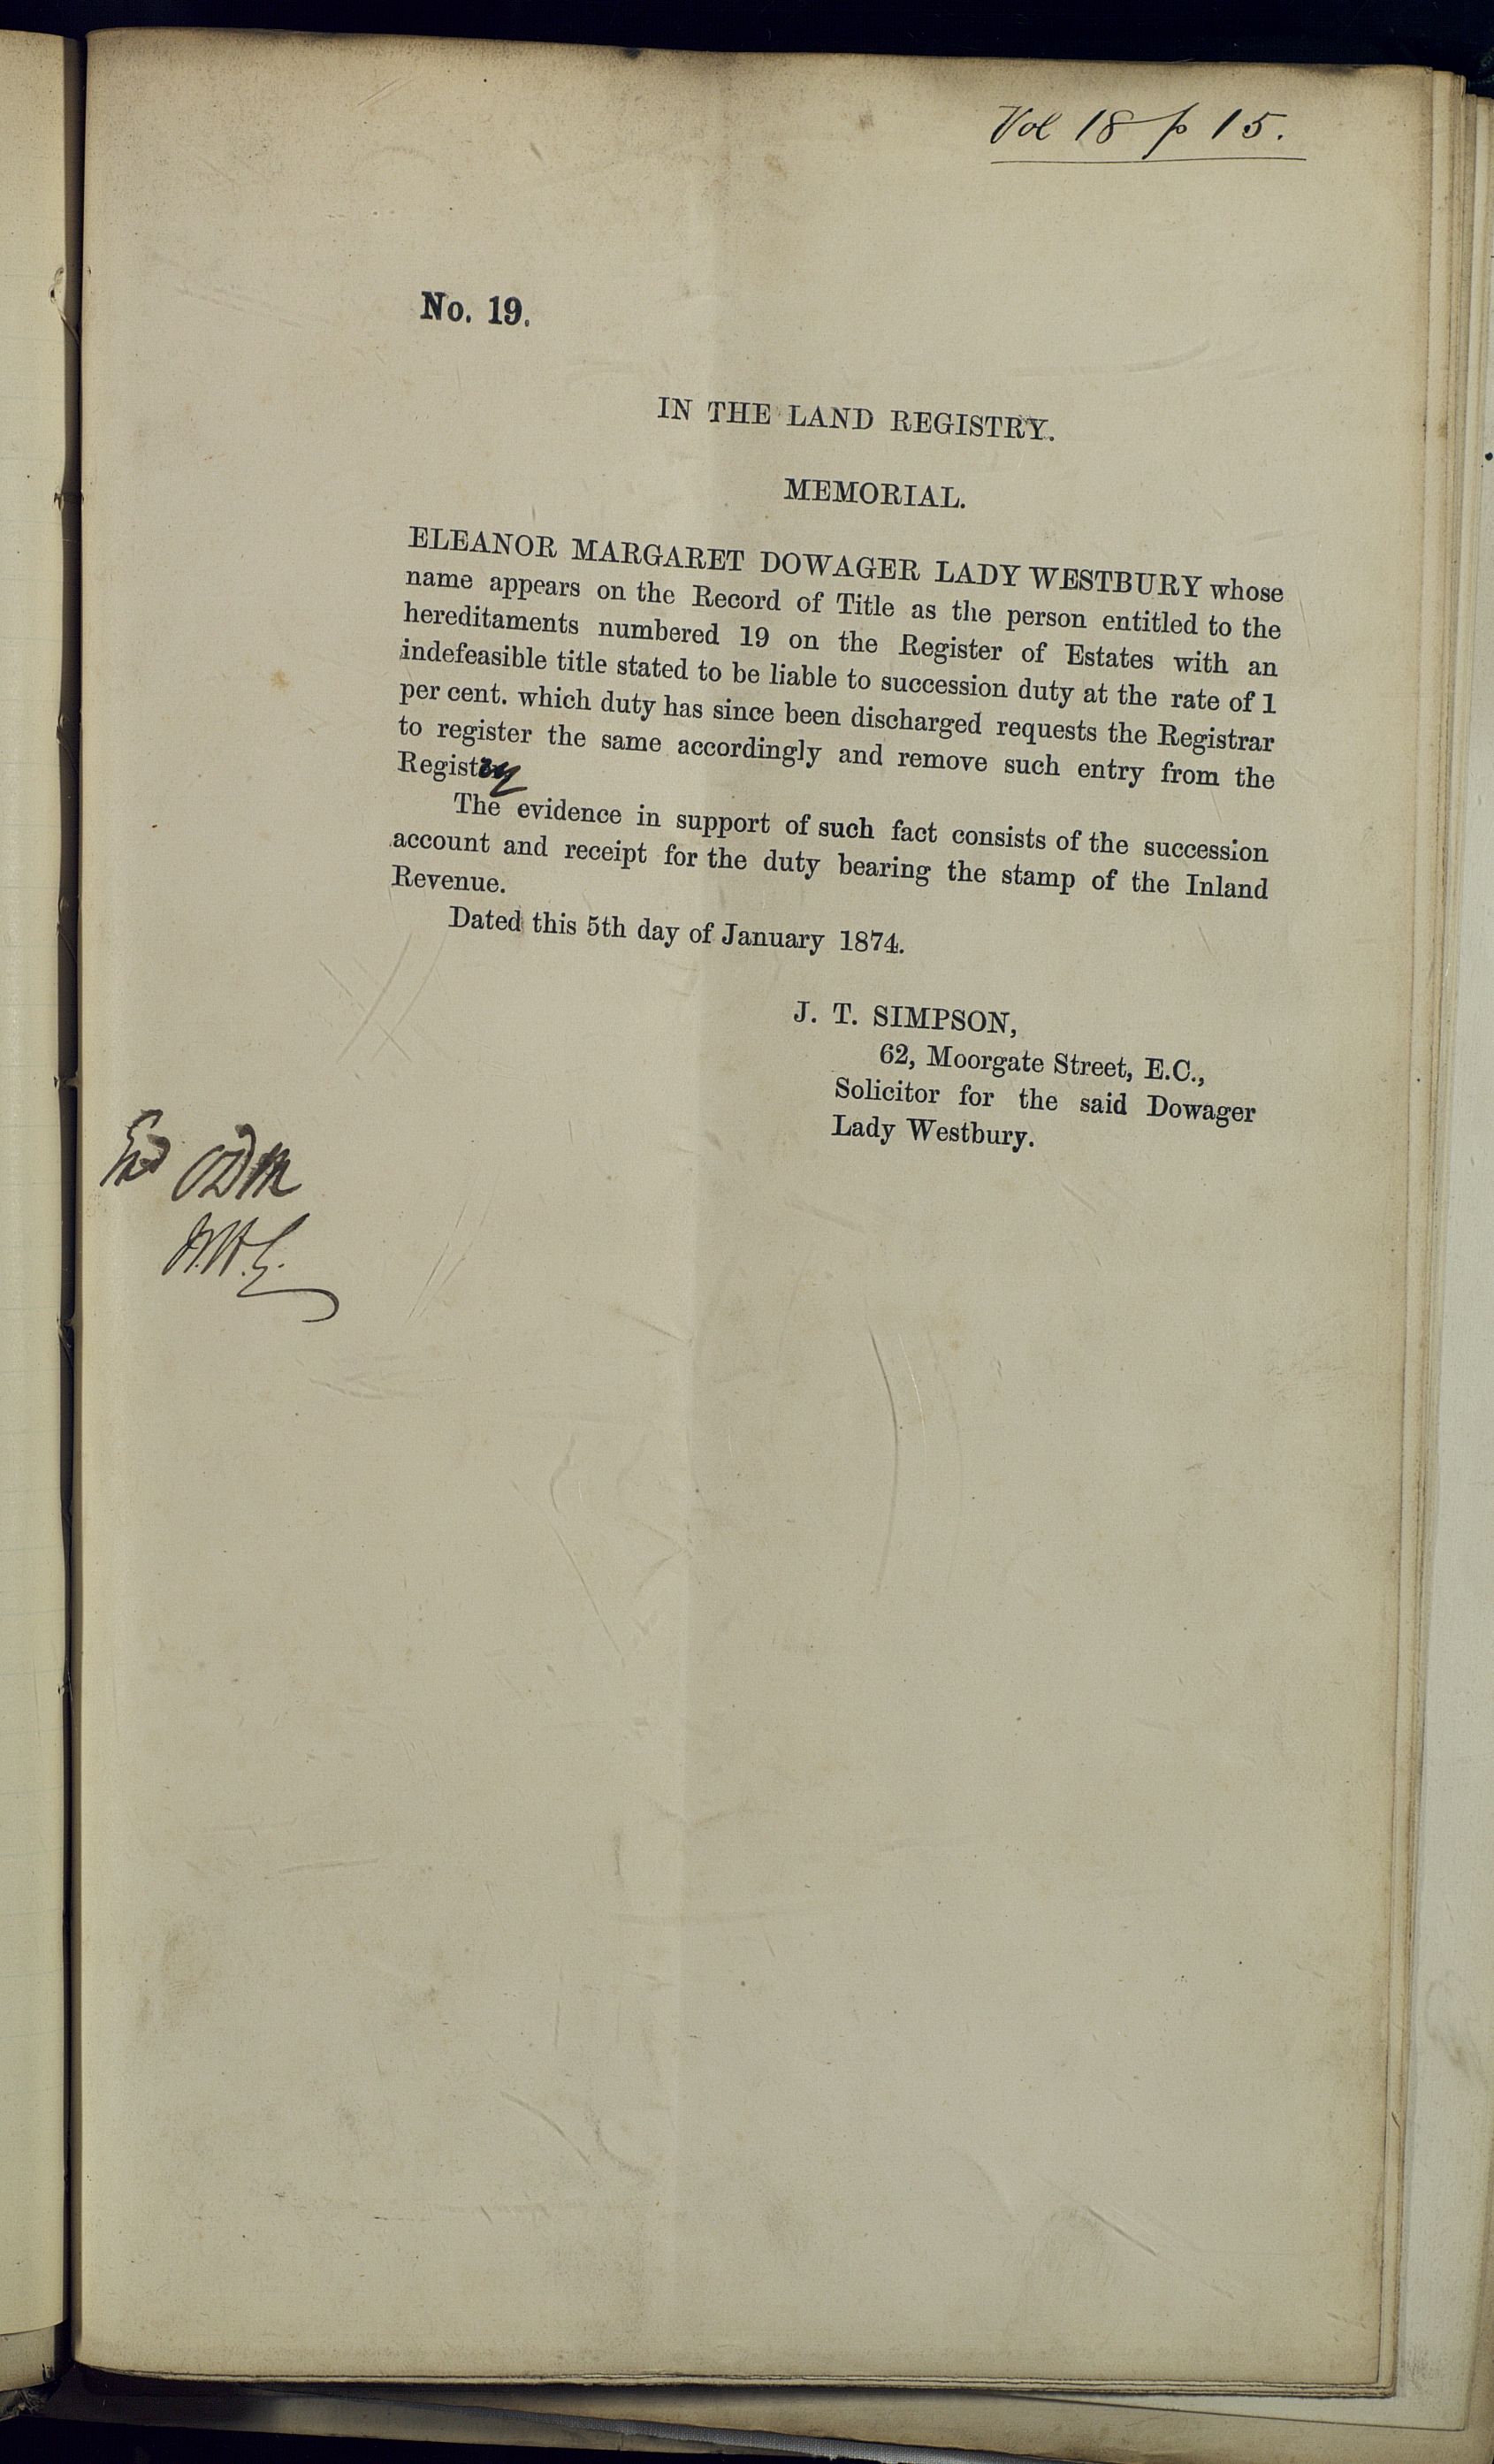 Vol 18 p 15.
No. 19.
IN THE LAND REGISTRY.
MEMORIAL.
ELEANOR MARGARET DOWAGER LADY WESTBURY whose
name appears on the Record of Title as the person entitled to the
hereditaments numbered 19 on the Register of Estates with an
indefeasible title stated to be liable to succession duty at the rate of 1
per cent. which duty has since been discharged requests the Registrar
to register the same accordingly and remove such entry from the
Registry
The evidence in support of such fact consists of the succession
account and receipt for the duty bearing the stamp of the Inland
Revenue.
Dated this 5th day of January 1874.
J. T. SIMPSON,
62, Moorgate Street, E.C.,
Solicitor for the said Dowager
Lady Westbury.